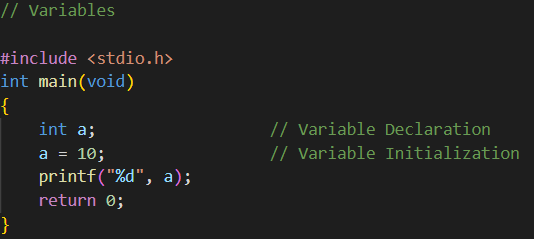 // Variables
#include <stdio.h>
int main(void)
{
    int a;                 // Variable Declaration
    a = 10;                // Variable Initialization
    printf("%d", a);
    return 0;
}